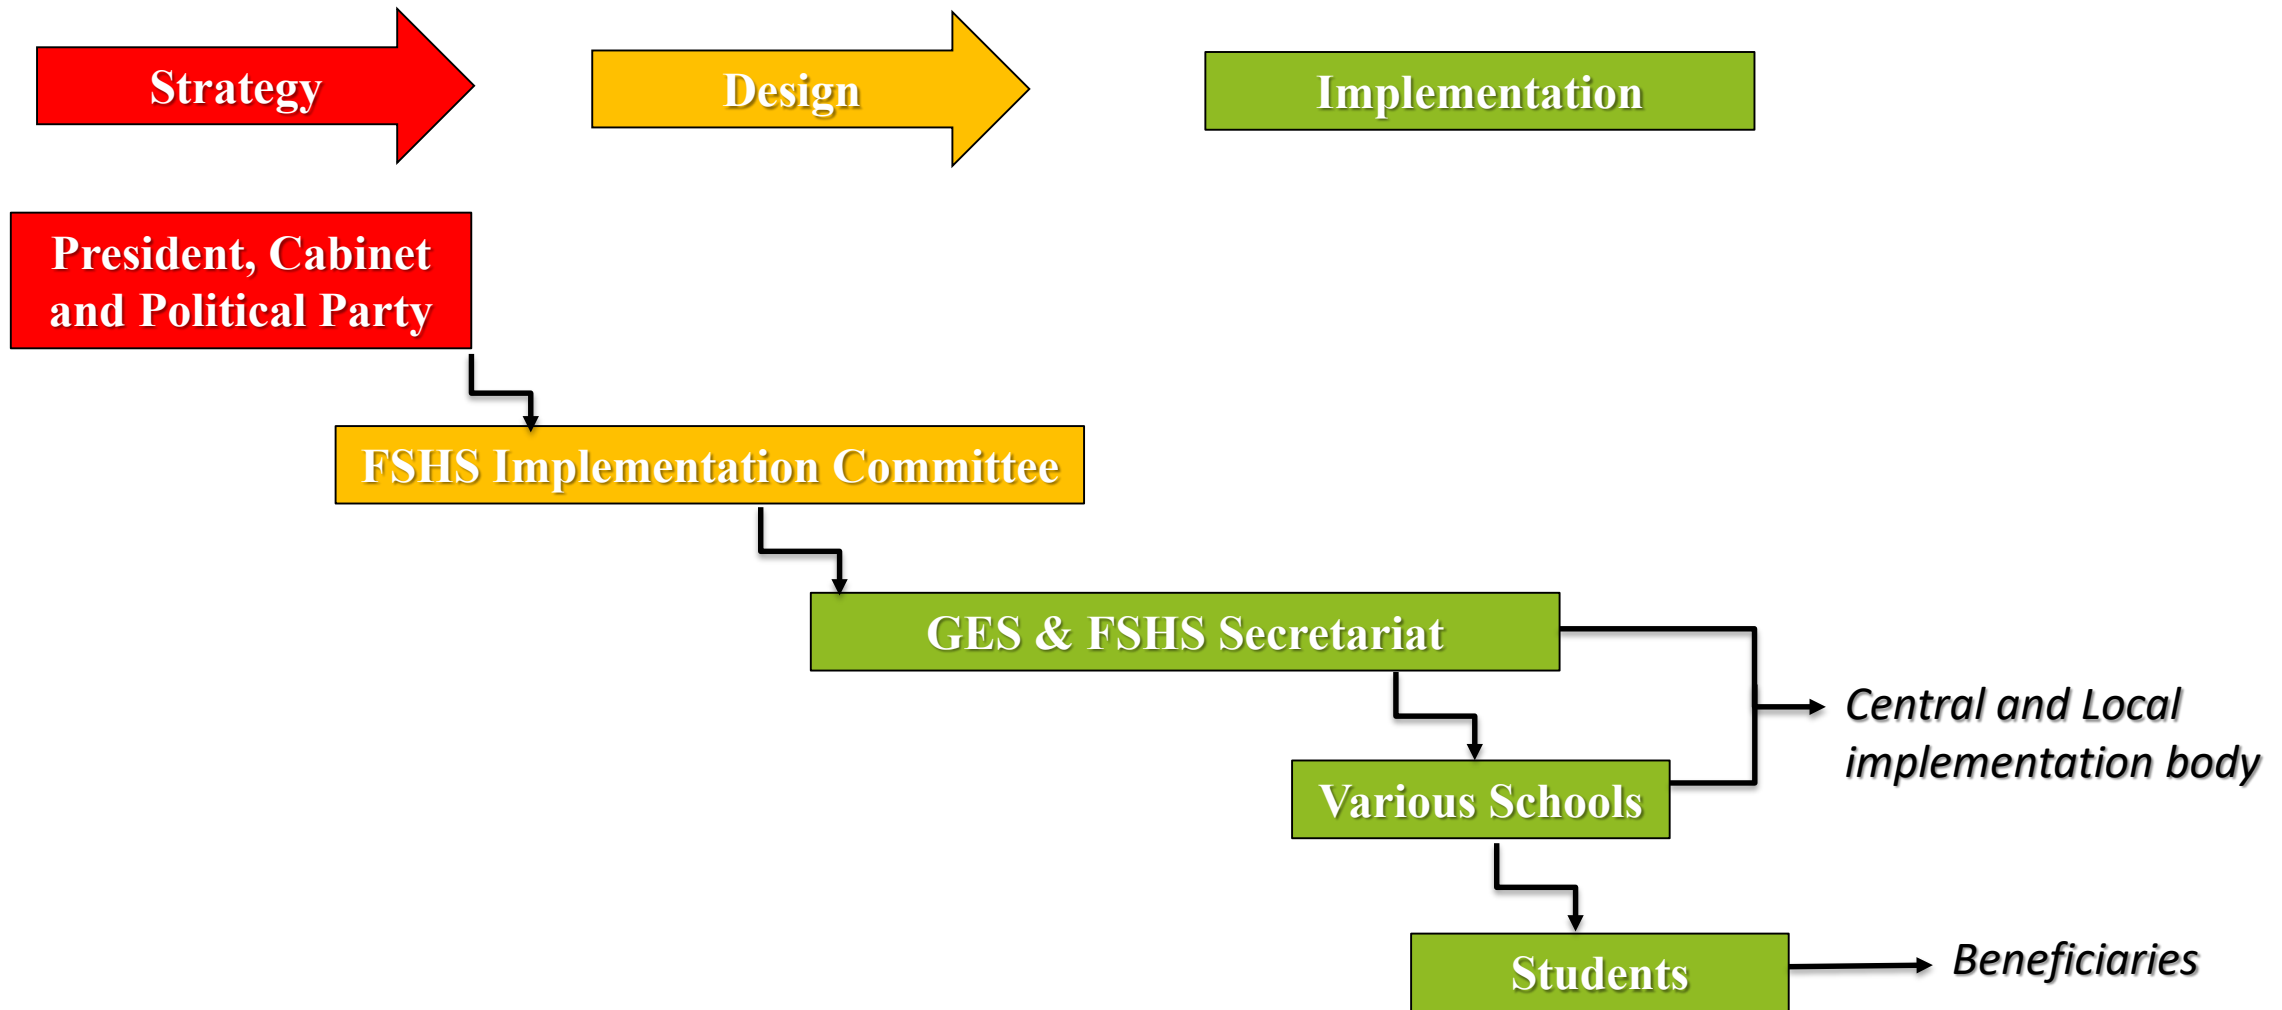 Strategy
Design
Implementation
President, Cabinet
and Political Party
FSHS Implementation Committee
GES & FSHS Secretariat
Central and Local
implementation body
Various Schools
Students
Beneficiaries